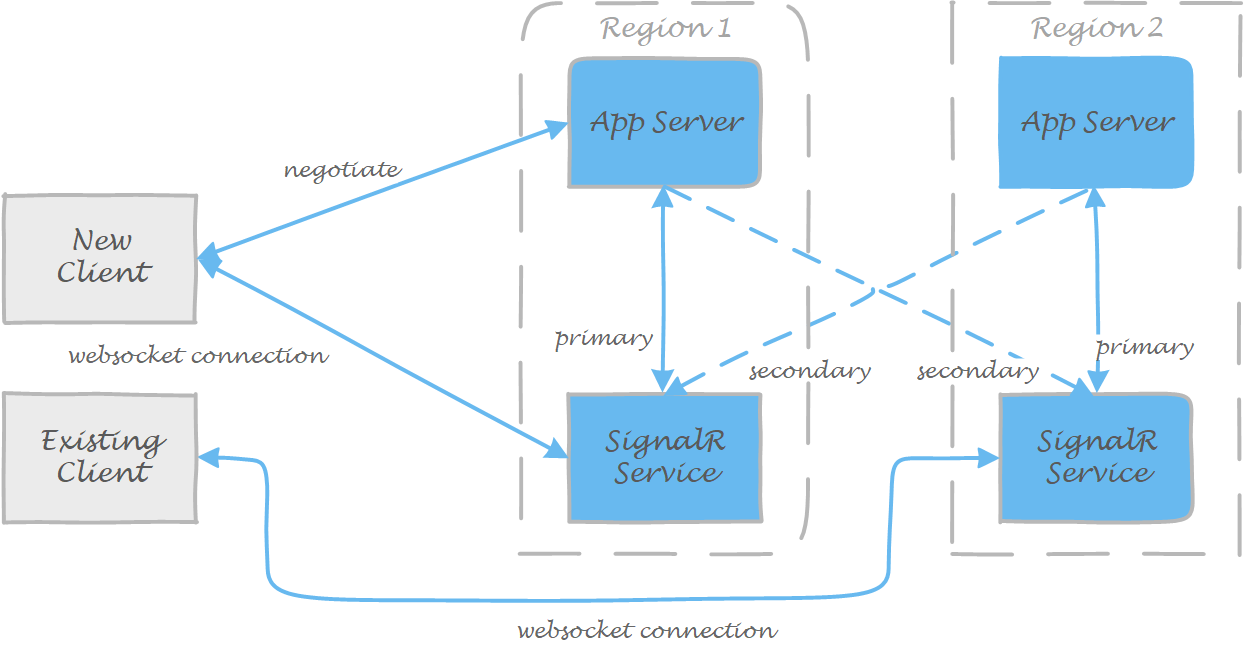 Region 1
Region 2
App Server
App Server
negotiate
New
Client
primary
primary
websocket connection
secondary
secondary
Existing
Client
SignalR
Service
SignalR
Service
websocket connection